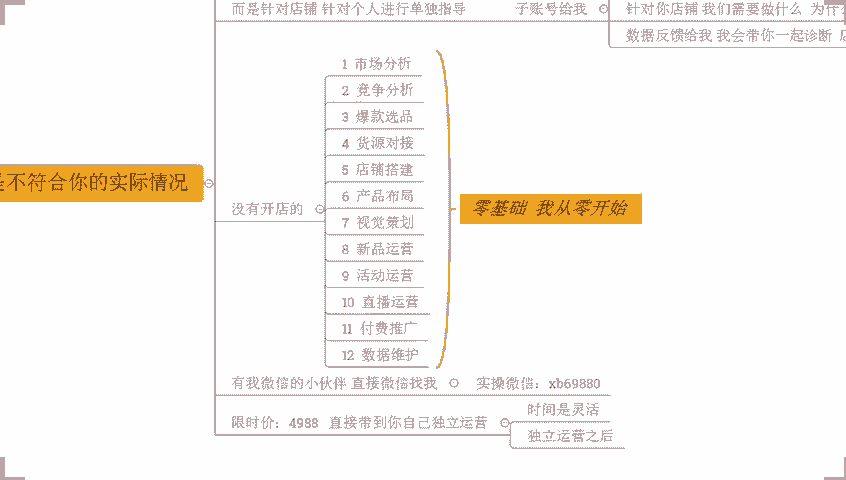 而是针对店铺 针对个人进行单独指导
子账号给我
针对你店铺 我们需要做什么 为什
数据反馈给我 我会带你一起诊断
1 市场分析
2 竞争分析
3 爆款选品
4 货源对接
5 店铺搭建
6 产品布局
7 视觉策划
8 新品运营
9 活动运营
10 直播运营
11 付费推广
12 数据维护
不符合你的实际情况
没有开店的
零基础 我从零开始
有我微信的小伙伴 直接微信找我
实操微信：xb69880
限时价：4988 直接带到你自己独立运营
时间是灵活
独立运营之后